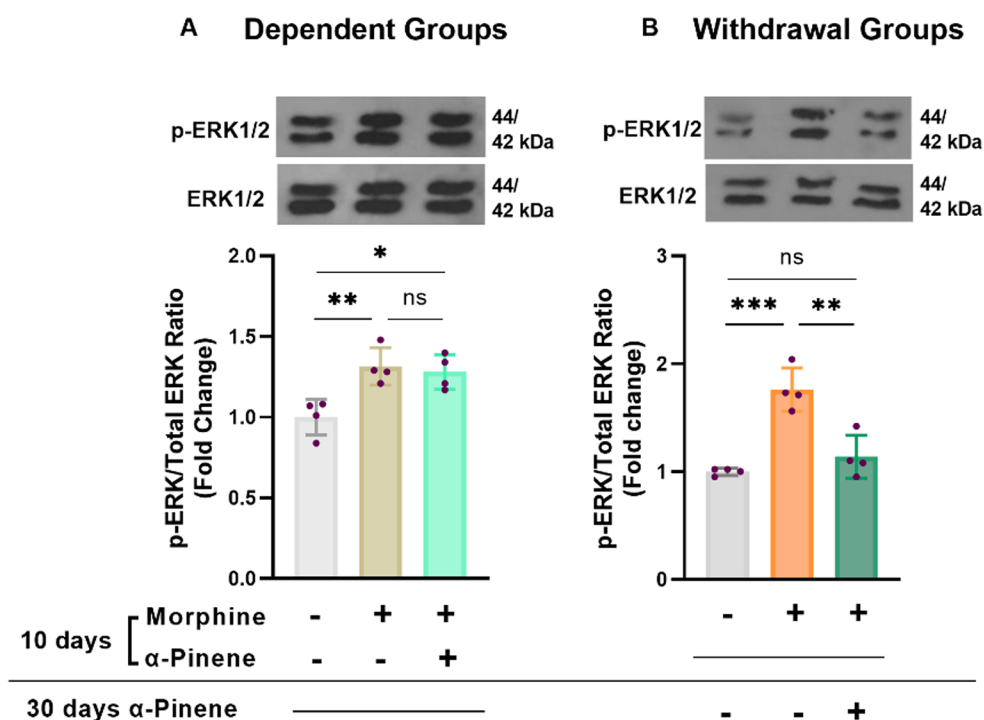 A Dependent Groups
p-ERK1/2
44/
42 kDa
ERK1/2
44/
42 kDa
p-ERK/Total ERK Ratio
(Fold Change)
2.0
1.5
1.0
0.5
0.0
*
** ns
B Withdrawal Groups
p-ERK1/2
44/
42 kDa
ERK1/2
44/
42 kDa
p-ERK/Total ERK Ratio
(Fold change)
3
2
1
0
ns
*** **
10 days
Morphine - + + - + +
α-Pinene - - +
30 days α-Pinene - - +